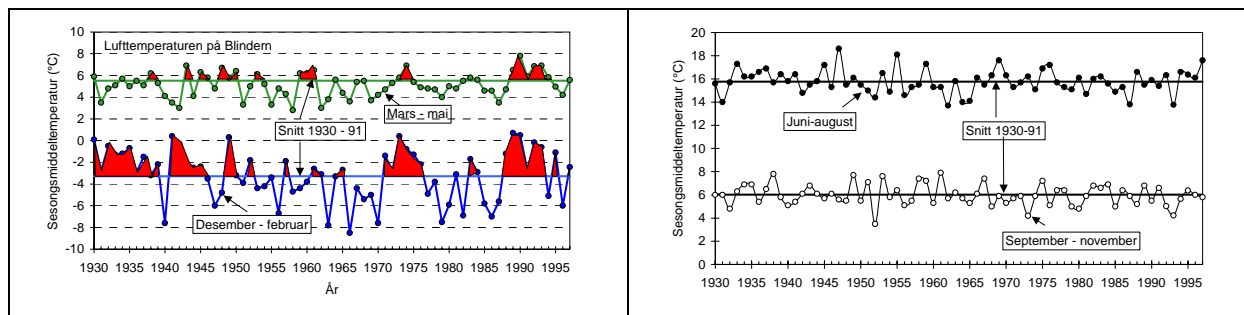 Lufttemperaturen på Blindern
Sesongsmiddeltemperatur (°C)
10
8
6
4
2
0
-2
-4
-6
-8
-10
Mars - mai
Snitt 1930 - 91
Desember - februar
1930 1935 1940 1945 1950 1955 1960 1965 1970 1975 1980 1985 1990 1995
År
Sesongsmiddeltemperatur (°C)
20
18
16
14
12
10
8
6
4
2
0
Juni-august
Snitt 1930-91
September - november
1930 1935 1940 1945 1950 1955 1960 1965 1970 1975 1980 1985 1990 1995